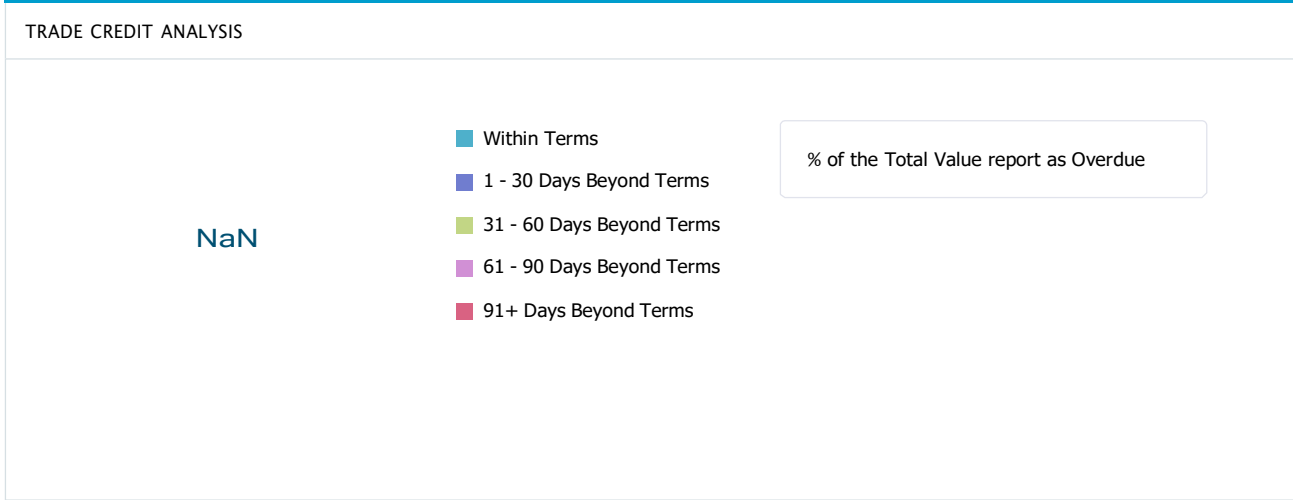 TRADE CREDIT ANALYSIS
NaN
Within Terms
1 - 30 Days Beyond Terms
31 - 60 Days Beyond Terms
61 - 90 Days Beyond Terms
91+ Days Beyond Terms
% of the Total Value report as Overdue